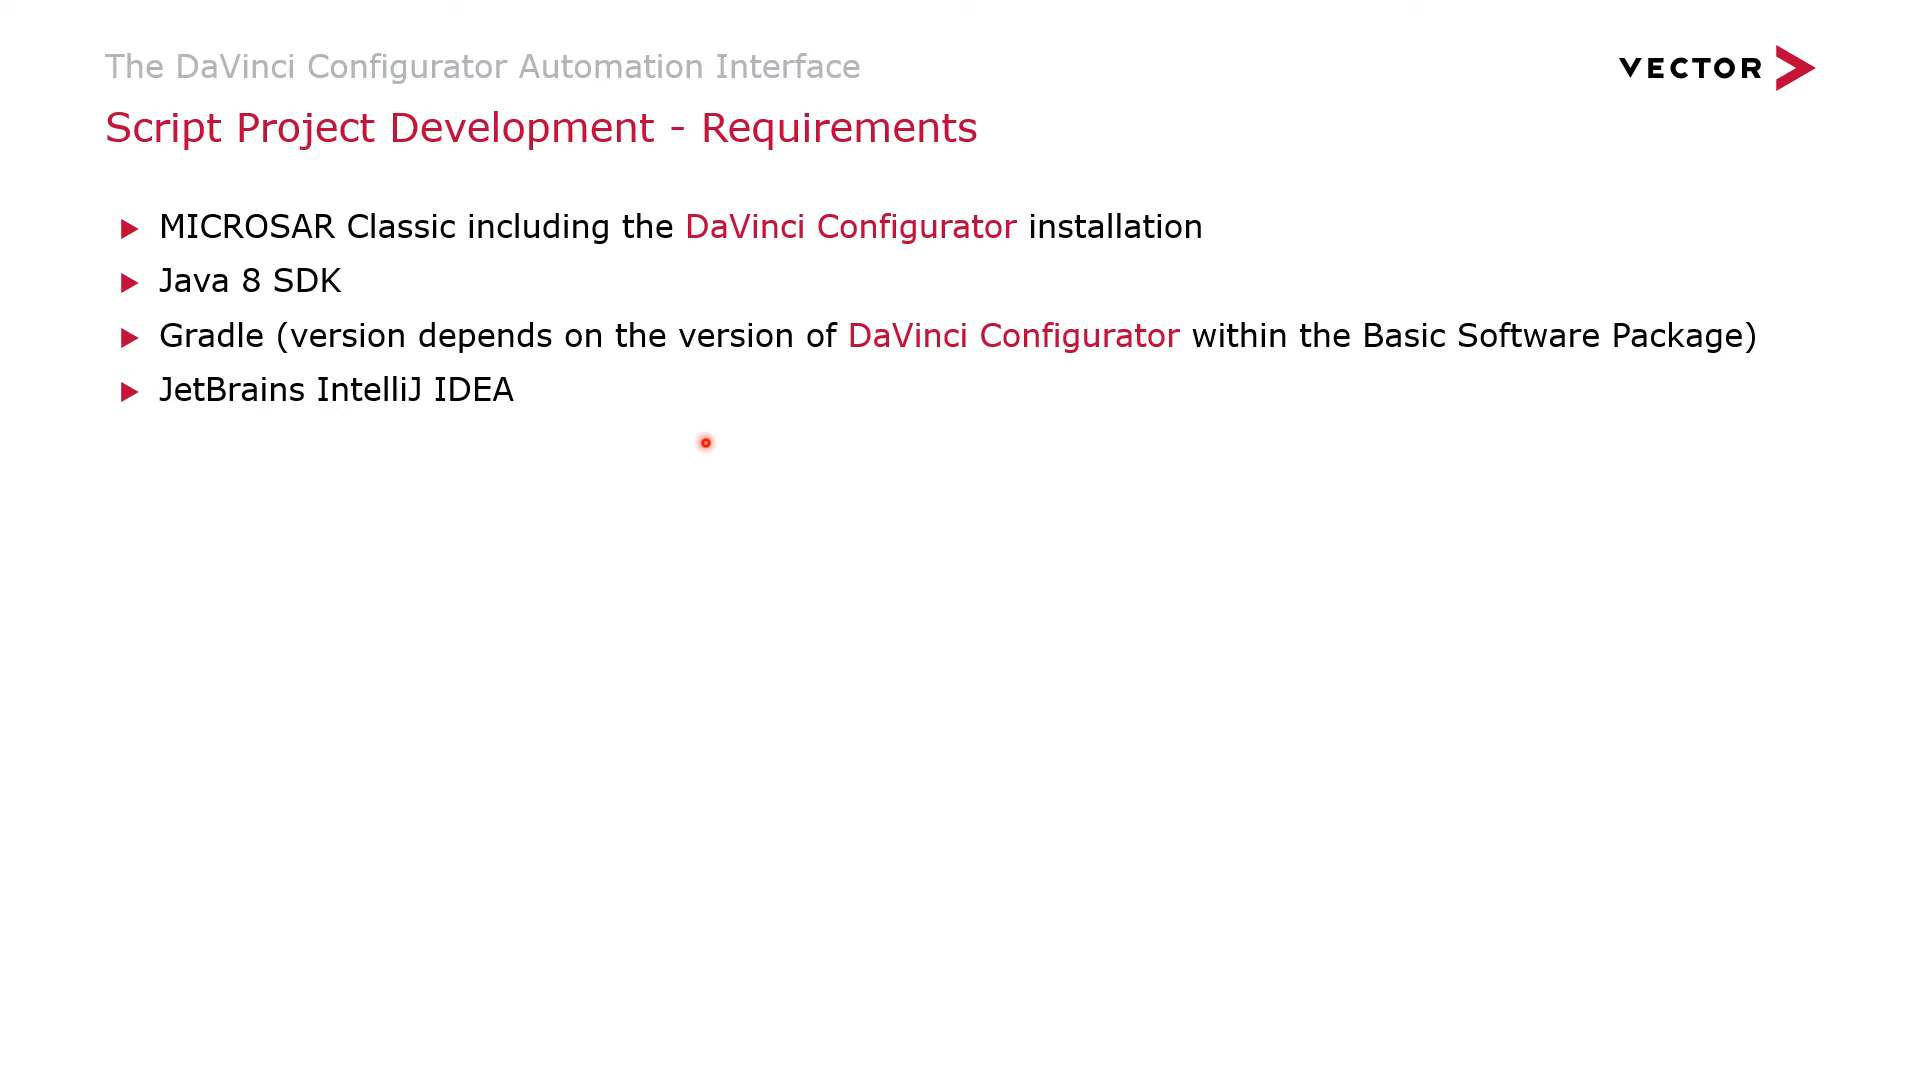 The DaVinci Configurator Automation Interface
VECTOR
Script Project Development - Requirements
MICROSAR Classic including the DaVinci Configurator installation
Java 8 SDK
Gradle (version depends on the version of DaVinci Configurator within the Basic Software Package)
JetBrains IntelliJ IDEA